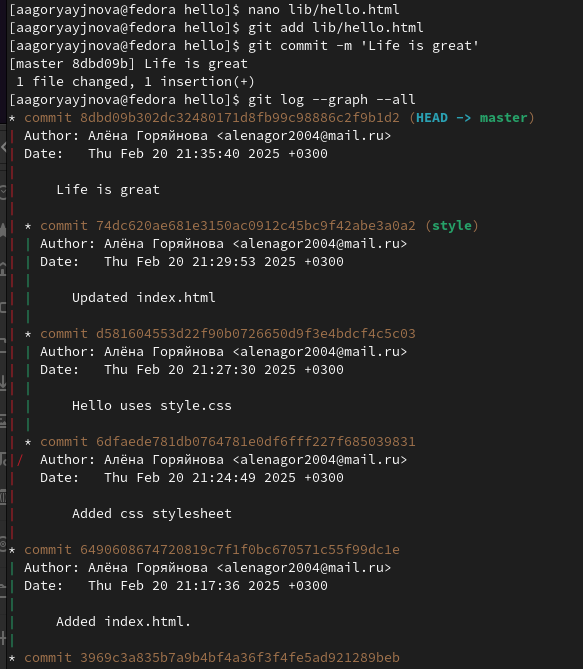 [aagoryayjnova@fedora hello]$ nano lib/hello.html
[aagoryayjnova@fedora hello]$ git add lib/hello.html
[aagoryayjnova@fedora hello]$ git commit -m 'Life is great'
[master 8dbd09b] Life is great
 1 file changed, 1 insertion(+)
[aagoryayjnova@fedora hello]$ git log --graph --all
* commit 8dbd09b302dc32480171d8fb99c98886c2f9b1d2 (HEAD -> master)
| Author: Алёна Горяйнова <alenagor2004@mail.ru>
| Date:   Thu Feb 20 21:35:40 2025 +0300
|
|     Life is great
|
| * commit 74dc620ae681e3150ac0912c45bc9f42abe3a0a2 (style)
| | Author: Алёна Горяйнова <alenagor2004@mail.ru>
| | Date:   Thu Feb 20 21:29:53 2025 +0300
| |
| |     Updated index.html
| |
| * commit d581604553d22f90b0726650d9f3e4bdcf4c5c03
| | Author: Алёна Горяйнова <alenagor2004@mail.ru>
| | Date:   Thu Feb 20 21:27:30 2025 +0300
| |
| |     Hello uses style.css
| |
| * commit 6dfaede781db0764781e0df6fff227f685039831
|/  Author: Алёна Горяйнова <alenagor2004@mail.ru>
|   Date:   Thu Feb 20 21:24:49 2025 +0300
|
|       Added css stylesheet
|
* commit 6490608674720819c7f1f0bc670571c55f99dc1e
| Author: Алёна Горяйнова <alenagor2004@mail.ru>
| Date:   Thu Feb 20 21:17:36 2025 +0300
|
|     Added index.html.
|
* commit 3969c3a835b7a9b4bf4a36f3f4fe5ad921289beb